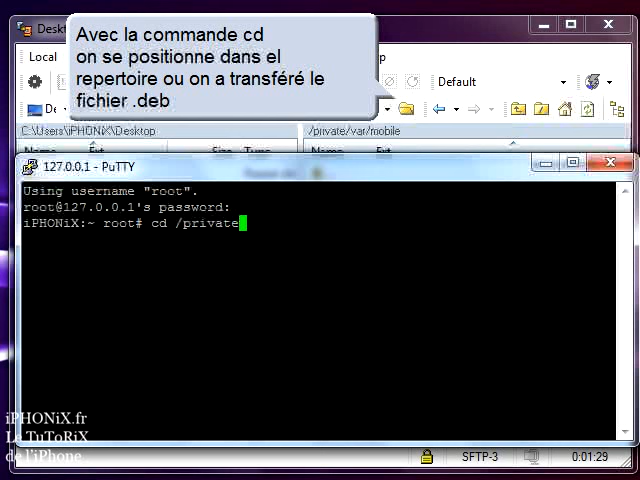 Desk
Avec la commande cd
on se positionne dans el
repertoire ou on a transféré le
fichier .deb
Local
p
Default
De
C:\Users\iPHONiX\Desktop
/private/var/mobile
Name
Ext
Size
Type
Name
Ext
127.0.0.1 - PuTTY
Using username "root".
root@127.0.0.1's password:
iPHONiX:~ root# cd /private
iPHONiX.fr
Le TuToRiX
de l'iPhone
SFTP-3
0:01:29